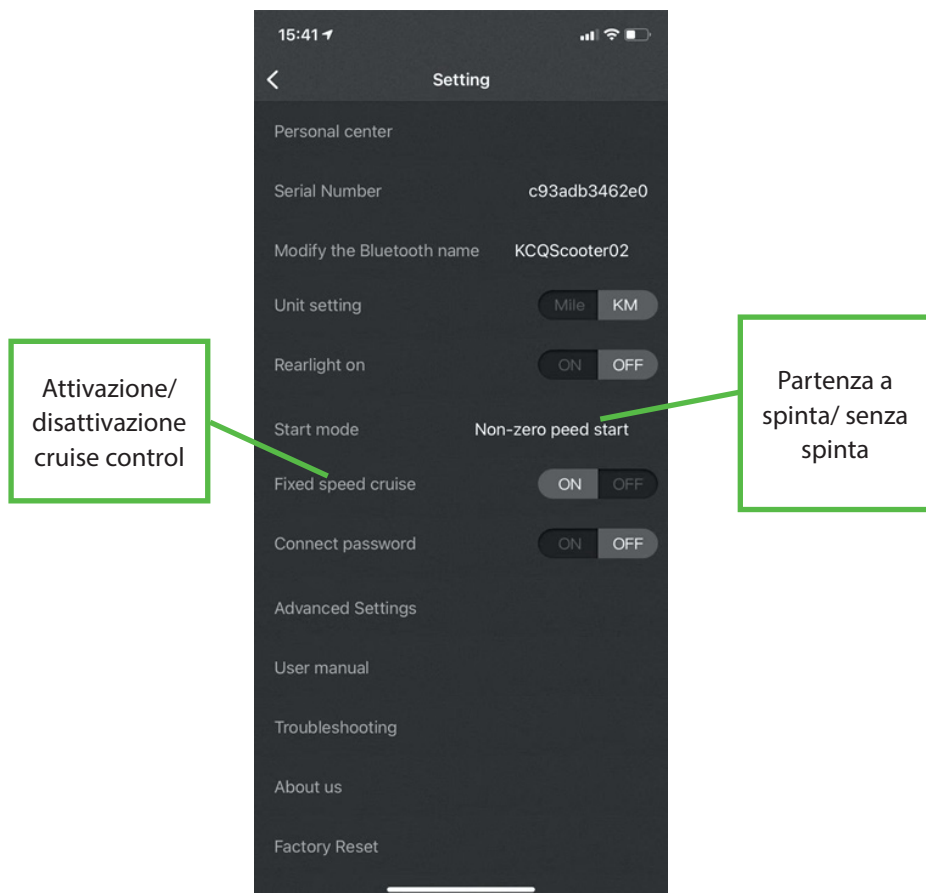 15:41
Setting
Personal center
Serial Number c93adb3462e0
Modify the Bluetooth name KCQScooter02
Unit setting Mile KM
Rearlight on ON OFF
Attivazione/
disattivazione
cruise control
Partenza a
spinta/ senza
spinta
Start mode Non-zero peed start
Fixed speed cruise ON OFF
Connect password ON OFF
Advanced Settings
User manual
Troubleshooting
About us
Factory Reset